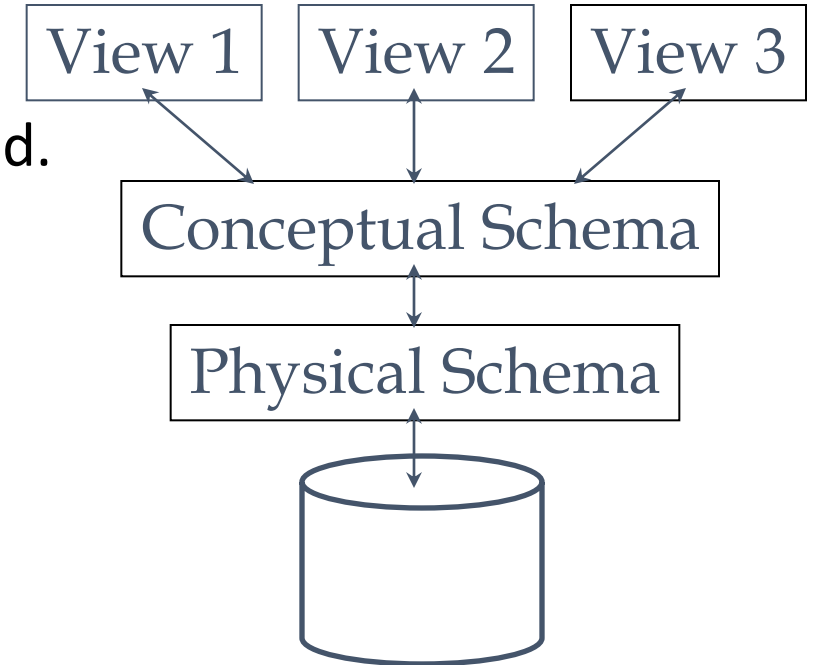 View 1
View 2
View 3
d.
Conceptual Schema
Physical Schema